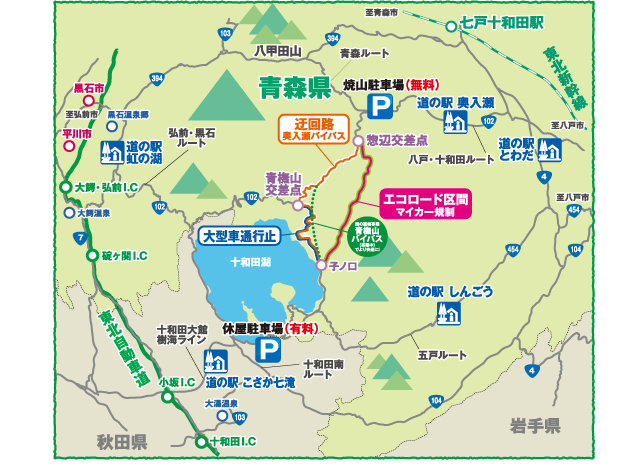 至青森市
七戸十和田駅
103
八甲田山
394
青森ルート
東北新幹線
394
青森県
焼山駐車場(無料)
P
黒石市
至弘前市
黒石温泉郷
平川市
道の駅
虹の湖
弘前・黒石
ルート
迂回路
奥入瀬バイパス
惣辺交差点
道の駅 奥入瀬
102
至八戸市
道の駅
とわだ
八戸・十和田ルート
4
大鰐・弘前I.C
大鰐温泉
102
102
青橅山
交差点
エコロード区間
マイカー規制
至八戸市
7
大型車通行止
青橅山
バイパス
碇ヶ関I.C
十和田湖
子ノ口
454
454
道の駅 しんごう
東北自動車道
十和田大館
樹海ライン
休屋駐車場(有料)
P
五戸ルート
道の駅 こさか七滝
十和田南
ルート
4
小坂I.C
大湯温泉
103
104
秋田県
十和田I.C
岩手県